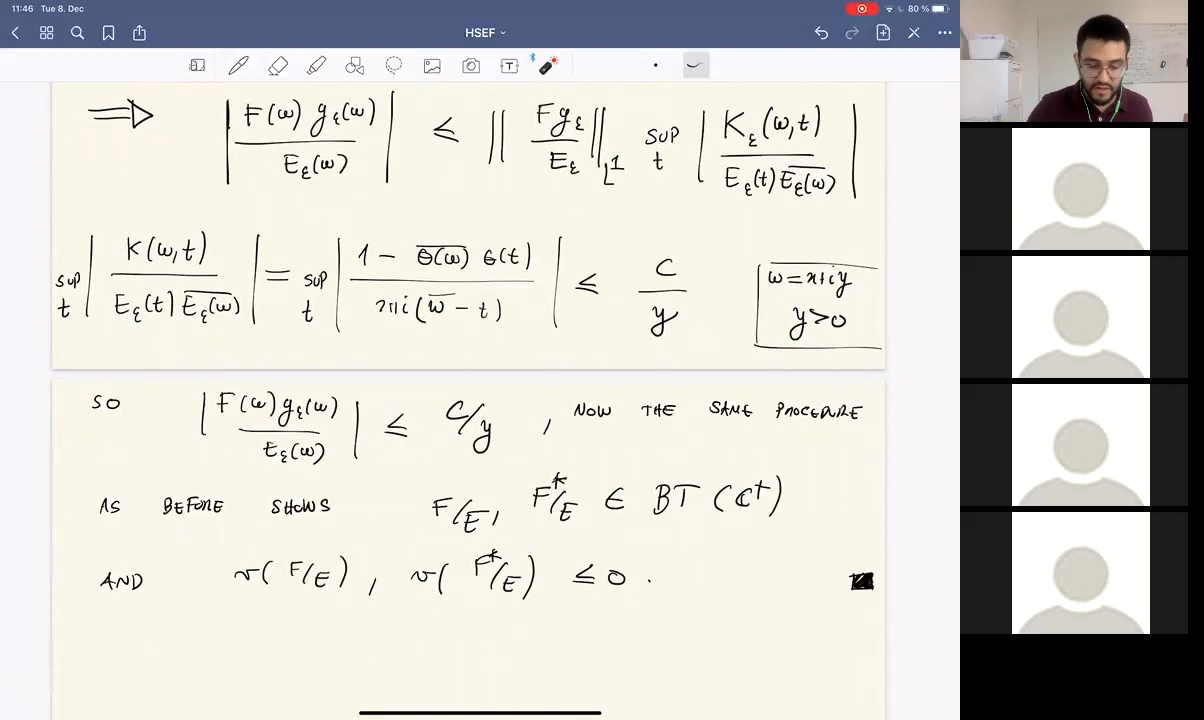 11:46 Tue 8. Dec
80 %
HSEF
⟹ | F(ω) g_ε(ω) / E_ε(ω) | ≤ ‖ F g_ε / E_ε ‖_{L^1} sup_t | K_ε(ω,t) / E_ε(t) \overline{E_ε(ω)} |
sup_t | K(ω,t) / E_ε(t) \overline{E_ε(ω)} | = sup_t | 1 - \overline{Θ(ω)} Θ(t) / 2πi(\overline{ω} - t) | ≤ C / y
ω = x+iy
y>0
SO | F(ω)g_ε(ω) / E_ε(ω) | ≤ C/y , NOW THE SAME PROCEDURE
AS BEFORE SHOWS F/E, F*/E ∈ BT (ℂ⁺)
AND v( F/E) , v( F*/E) ≤ 0 .